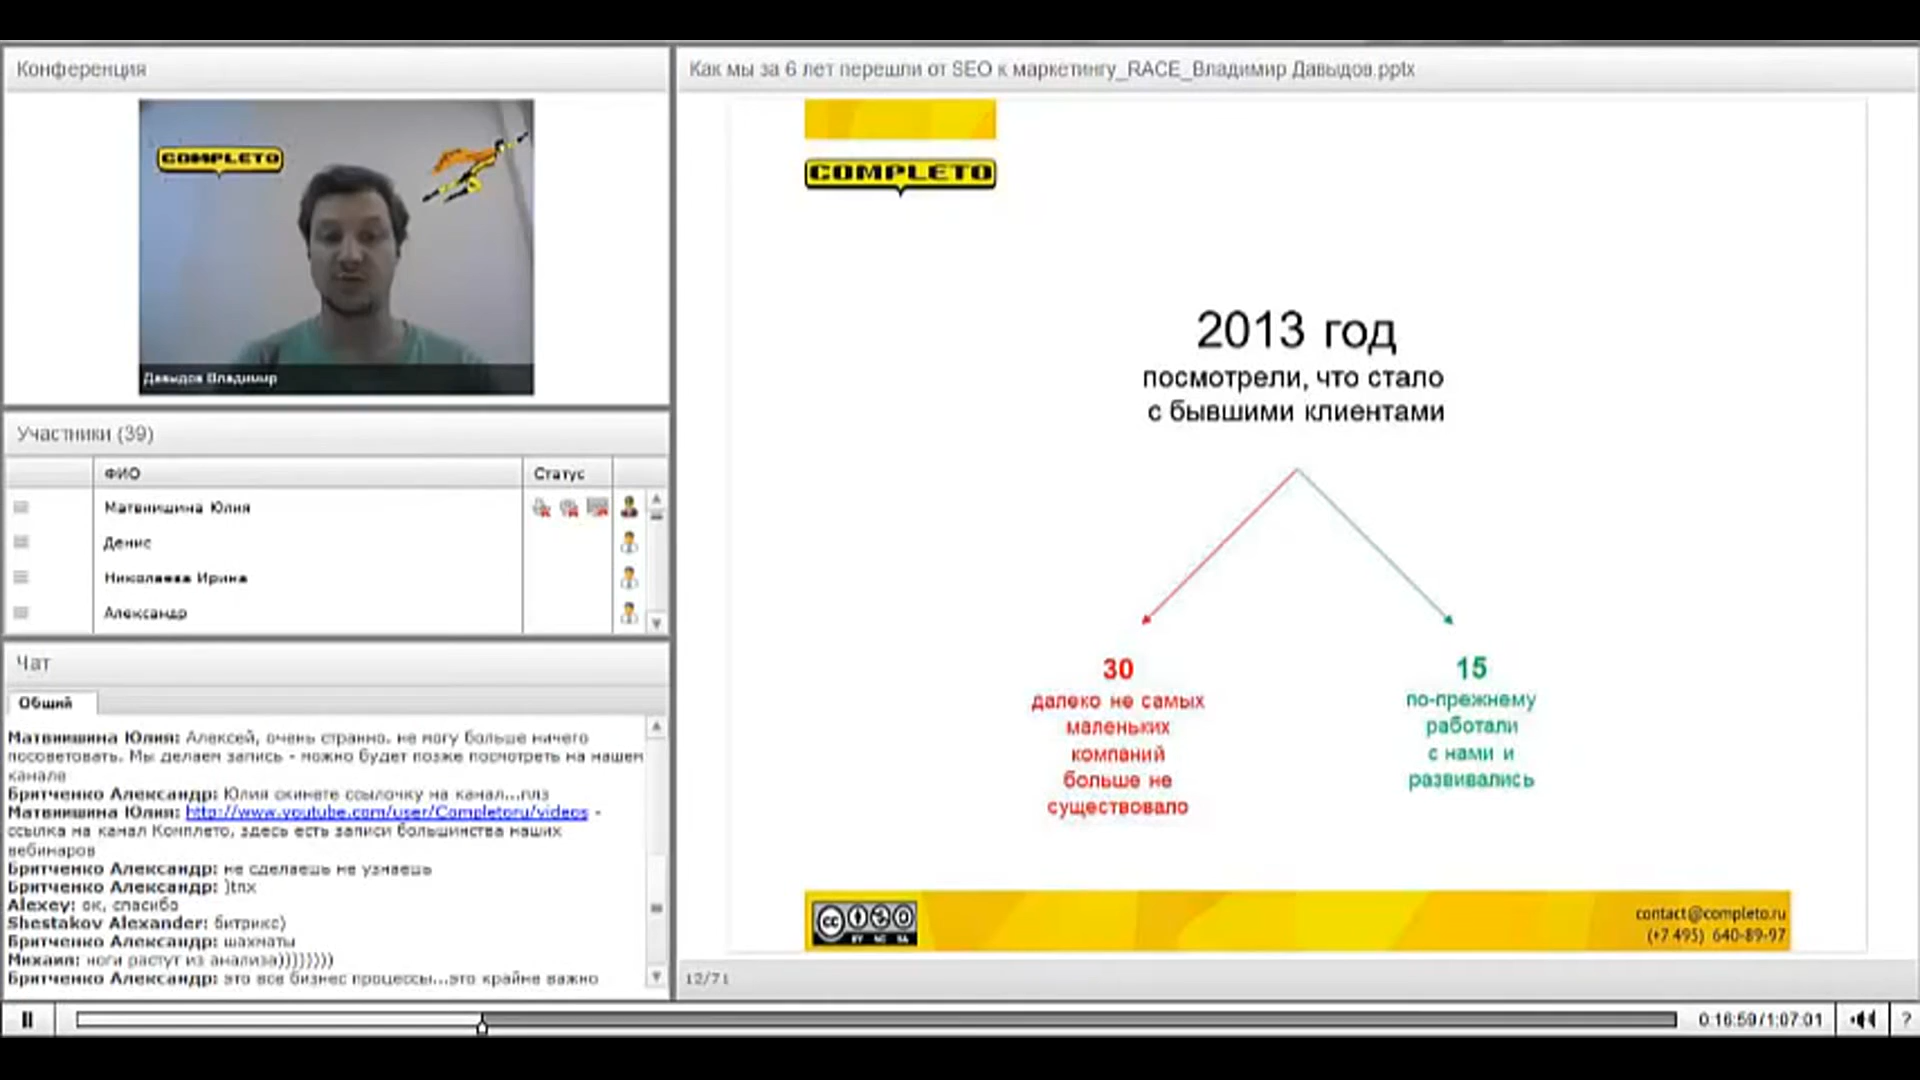 Конференция
COMPLETO
Давыдов Владимир
Участники (39)
ФИО
Статус
Матвиишина Юлия
Денис
Николаева Ирина
Александр
Чат
Общий
Матвиишина Юлия: Алексей, очень странно. не могу больше ничего
посоветовать. Мы делаем запись - можно будет позже посмотреть на нашем
канале
Бритченко Александр: Юлия скинете ссылочку на канал...плз
Матвиишина Юлия: http://www.youtube.com/user/Completoru/videos -
ссылка на канал Комплето, здесь есть записи большинства наших
вебинаров
Бритченко Александр: не сделаешь не узнаешь
Бритченко Александр: )tnx
Alexey: ок, спасибо
Shestakov Alexander: битрикс)
Бритченко Александр: шахматы
Михаил: ноги растут из анализа))))))))
Бритченко Александр: это все бизнес процессы...это крайне важно
Как мы за 6 лет перешли от SEO к маркетингу_RACE_Владимир Давыдов.pptx
COMPLETO
2013 год
посмотрели, что стало
с бывшими клиентами
30
далеко не самых
маленьких
компаний
больше не
существовало
15
по-прежнему
работали
с нами и
развивались
cc
BY NC SA
contact@completo.ru
(+7 495) 640-89-97
12/71
0:16:59/1:07:01
?